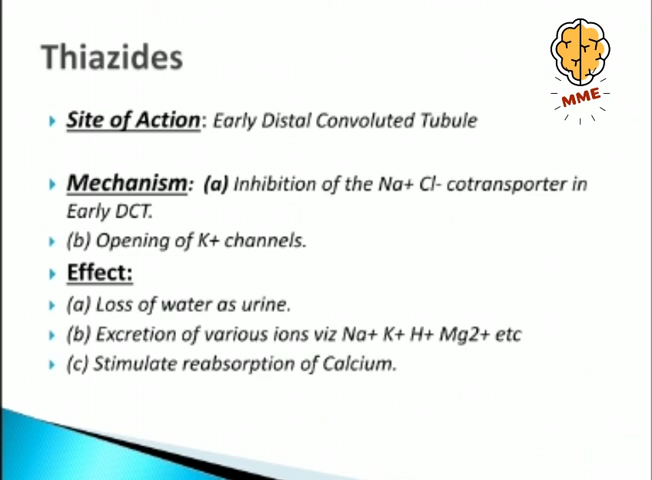 Thiazides
MME
Site of Action: Early Distal Convoluted Tubule
Mechanism: (a) Inhibition of the Na+ Cl- cotransporter in
Early DCT.
(b) Opening of K+ channels.
Effect:
(a) Loss of water as urine.
(b) Excretion of various ions viz Na+ K+ H+ Mg2+ etc
(c) Stimulate reabsorption of Calcium.